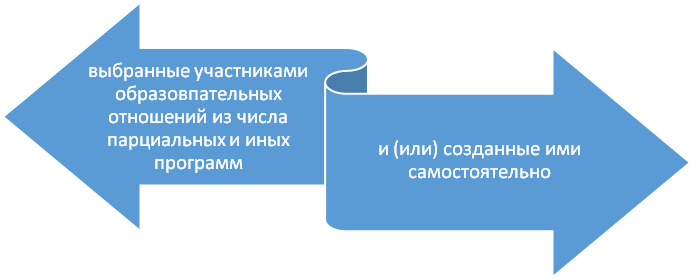 выбранные участниками
образовпательных
отношений из числа
парциальных и иных
программ
и (или) созданные ими
самостоятельно